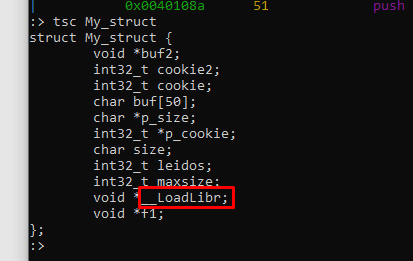 0x0040108a 51 push
:> tsc My_struct
struct My_struct {
void *buf2;
int32_t cookie2;
int32_t cookie;
char buf[50];
char *p_size;
int32_t *p_cookie;
char size;
int32_t leidos;
int32_t maxsize;
void *__LoadLibr;
void *f1;
};
:>